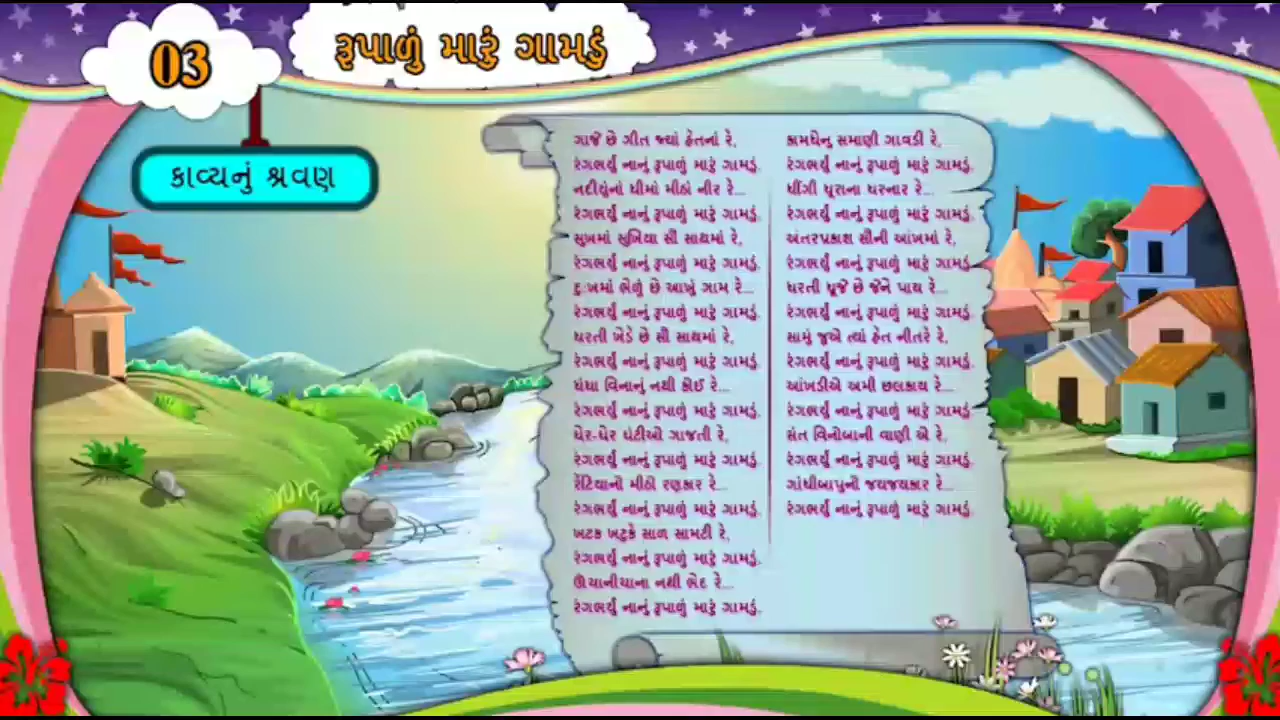 03
રૂપાળું મારું ગામડું
કાવ્યનું શ્રવણ
ગાજે છે ગીત જ્યાં હેતનાં રે,
રંગભર્યું નાનું રૂપાળું મારું ગામડું.
નદીયુંનો ધીમો મીઠો નીર રે...
રંગભર્યું નાનું રૂપાળું મારું ગામડું.
સુખમાં સુખિયા સૌ સાથમાં રે,
રંગભર્યું નાનું રૂપાળું મારું ગામડું.
દુઃખમાં ભેળું છે આખું ગામ રે...
રંગભર્યું નાનું રૂપાળું મારું ગામડું.
ધરતી ખેડે છે સૌ સાથમાં રે,
રંગભર્યું નાનું રૂપાળું મારું ગામડું.
ધંધા વિનાનું નથી કોઈ રે...
રંગભર્યું નાનું રૂપાળું મારું ગામડું.
ઘેર-ઘેર ઘંટીઓ ગાજતી રે,
રંગભર્યું નાનું રૂપાળું મારું ગામડું.
રેંટિયાનો મીઠો રણકાર રે...
રંગભર્યું નાનું રૂપાળું મારું ગામડું.
ખટક ખટુકે સાળ સામટી રે,
રંગભર્યું નાનું રૂપાળું મારું ગામડું.
ઊંચાનીચાના નથી ભેદ રે...
રંગભર્યું નાનું રૂપાળું મારું ગામડું.
કામધેનુ સમાણી ગાવડી રે,
રંગભર્યું નાનું રૂપાળું મારું ગામડું.
ધીંગી ધૂરાના ધરનાર રે...
રંગભર્યું નાનું રૂપાળું મારું ગામડું.
અંતરપ્રકાશ સૌની આંખમાં રે,
રંગભર્યું નાનું રૂપાળું મારું ગામડું.
ધરતી ધ્રૂજે છે જેને પાય રે...
રંગભર્યું નાનું રૂપાળું મારું ગામડું.
સામું જુએ ત્યાં હેત નીતરે રે,
રંગભર્યું નાનું રૂપાળું મારું ગામડું.
આંખડીએ અમી છલકાય રે...
રંગભર્યું નાનું રૂપાળું મારું ગામડું.
સંત વિનોબાની વાણી એ રે,
રંગભર્યું નાનું રૂપાળું મારું ગામડું.
ગાંધીબાપુનો જયજયકાર રે...
રંગભર્યું નાનું રૂપાળું મારું ગામડું.